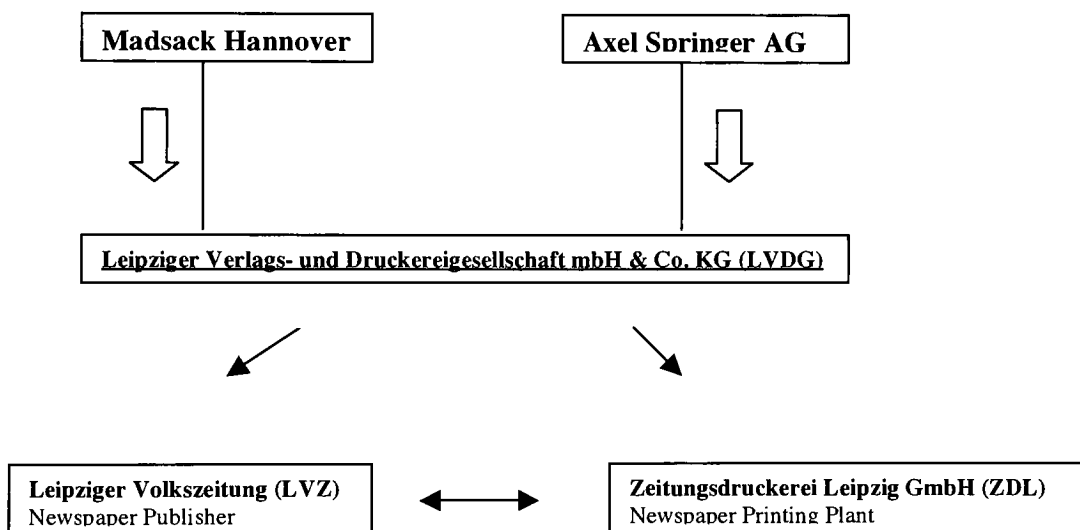 Madsack Hannover
Axel Springer AG
Leipziger Verlags- und Druckereigesellschaft mbH & Co. KG (LVDG)
Leipziger Volkszeitung (LVZ)
Newspaper Publisher
Zeitungsdruckerei Leipzig GmbH (ZDL)
Newspaper Printing Plant